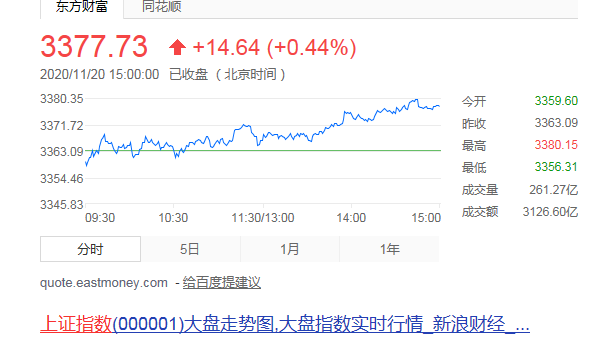 东方财富 同花顺
3377.73 +14.64 (+0.44%)
2020/11/20 15:00:00 已收盘 ( 北京时间 )
3380.35
3371.72
3363.09
3354.46
3345.83
09:30 10:30 11:30/13:00 14:00 15:00
今开 3359.60
昨收 3363.09
最高 3380.15
最低 3356.31
成交量 261.27亿
成交额 3126.60亿
分时 5日 1月 1年
quote.eastmoney.com - 给百度提建议
上证指数(000001)大盘走势图,大盘指数实时行情_新浪财经_...